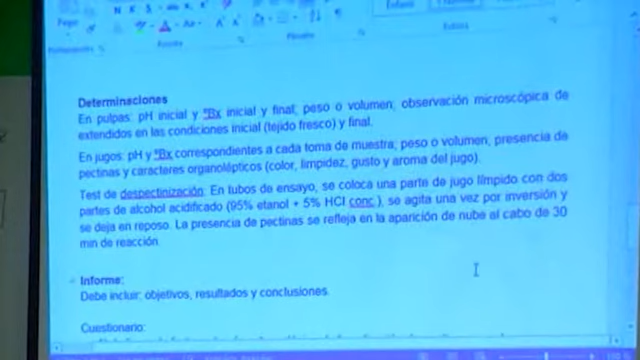 Determinaciones
En pulpas: pH inicial y ºBx inicial y final; peso o volumen; observación microscópica de
extendidos en las condiciones inicial (tejido fresco) y final.
En jugos: pH y ºBx correspondientes a cada toma de muestra; peso o volumen, presencia de
pectinas y caracteres organolépticos (color, limpidez, gusto y aroma del jugo).
Test de despectinización: En tubos de ensayo, se coloca una parte de jugo límpido con dos
partes de alcohol acidificado (95% etanol + 5% HCl conc.), se agita una vez por inversión y
se deja en reposo. La presencia de pectinas se refleja en la aparición de nube al cabo de 30
min de reacción.
Informe:
Debe incluir: objetivos, resultados y conclusiones.
Cuestionario: